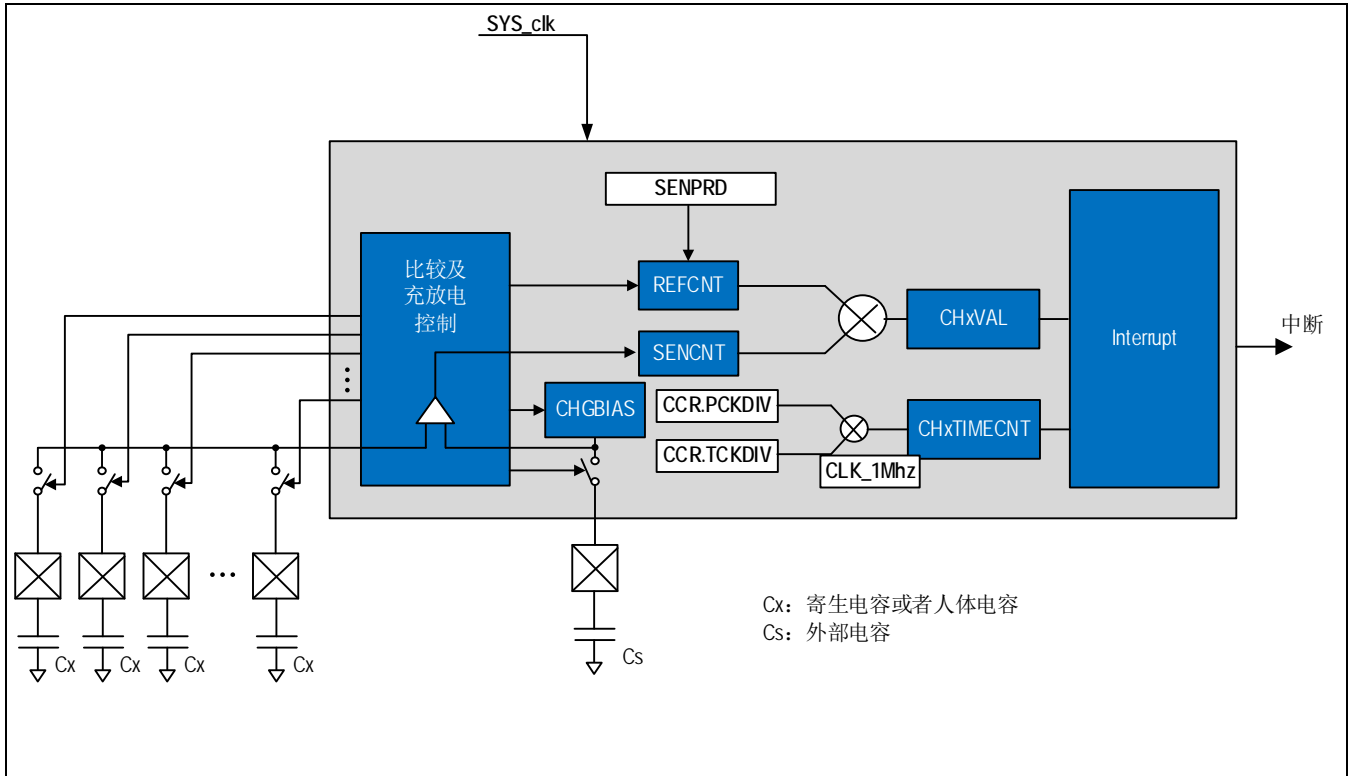 SYS_clk
SENPRD
比较及
充放电
控制
REFCNT
SENCNT
CHxVAL
Interrupt
中断
CHGBIAS
CCR.PCKDIV
CCR.TCKDIV
CLK_1Mhz
CHxTIMECNT
Cx
Cx
Cx
Cx
Cs
Cx：寄生电容或者人体电容
Cs：外部电容